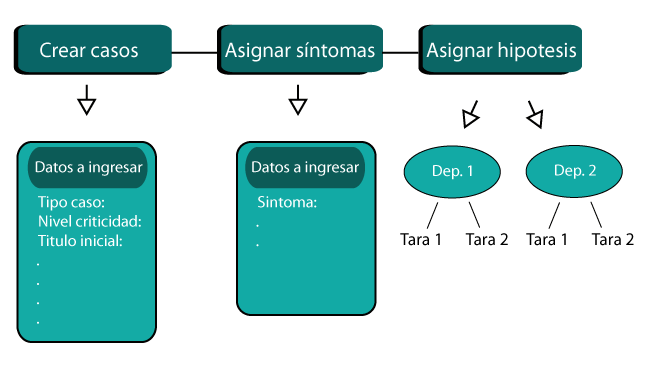 Crear casos
Asignar síntomas
Asignar hipotesis
Datos a ingresar
Tipo caso:
Nivel criticidad:
Titulo inicial:
.
.
.
.
Datos a ingresar
Sintoma:
.
.
Dep. 1
Dep. 2
Tara 1
Tara 2
Tara 1
Tara 2